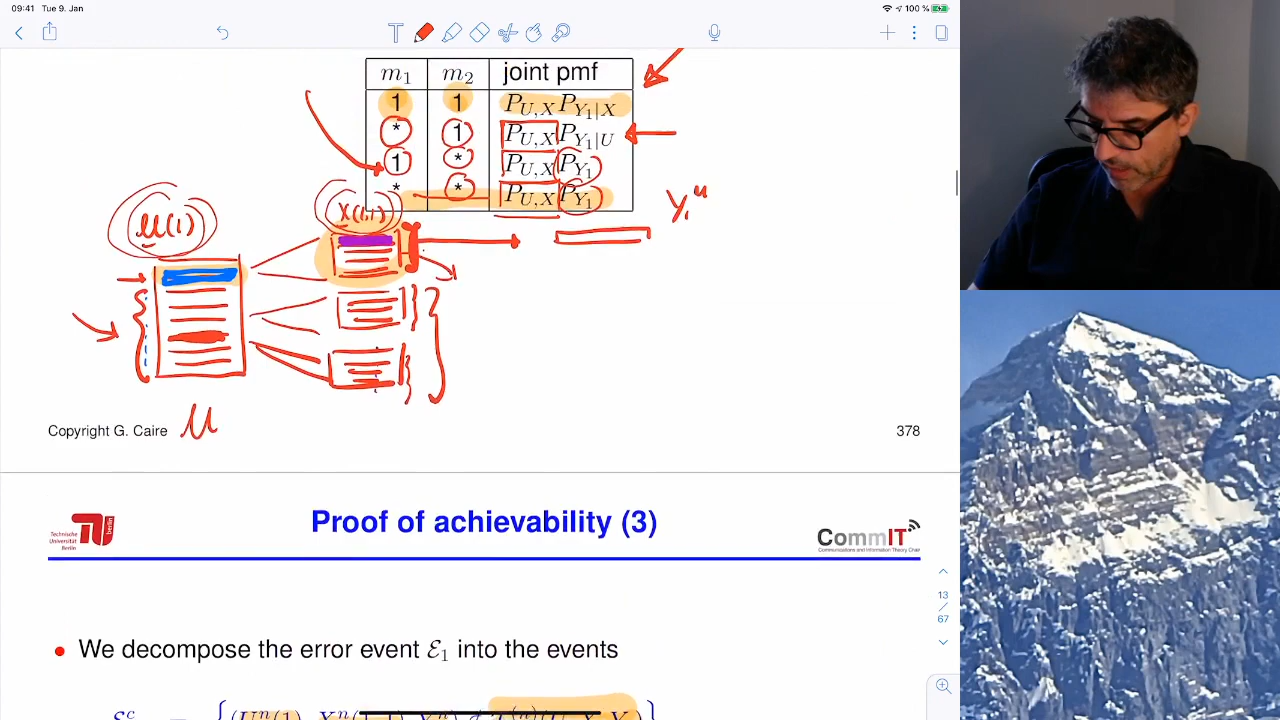 09:41 Tue 9. Jan
100 %
m₁ m₂ joint pmf
1 1 P_{U,X} P_{Y₁|X}
* 1 P_{U,X} P_{Y₁|U}
1 * P_{U,X} P_{Y₁}
* * P_{U,X} P_{Y₁}
u(1)
x(1,1)
Y₁ⁿ
U
Copyright G. Caire
378
Technische Universität Berlin
Proof of achievability (3)
CommIT
Communications and Information Theory Chair
13
/
67
• We decompose the error event ℰ₁ into the events